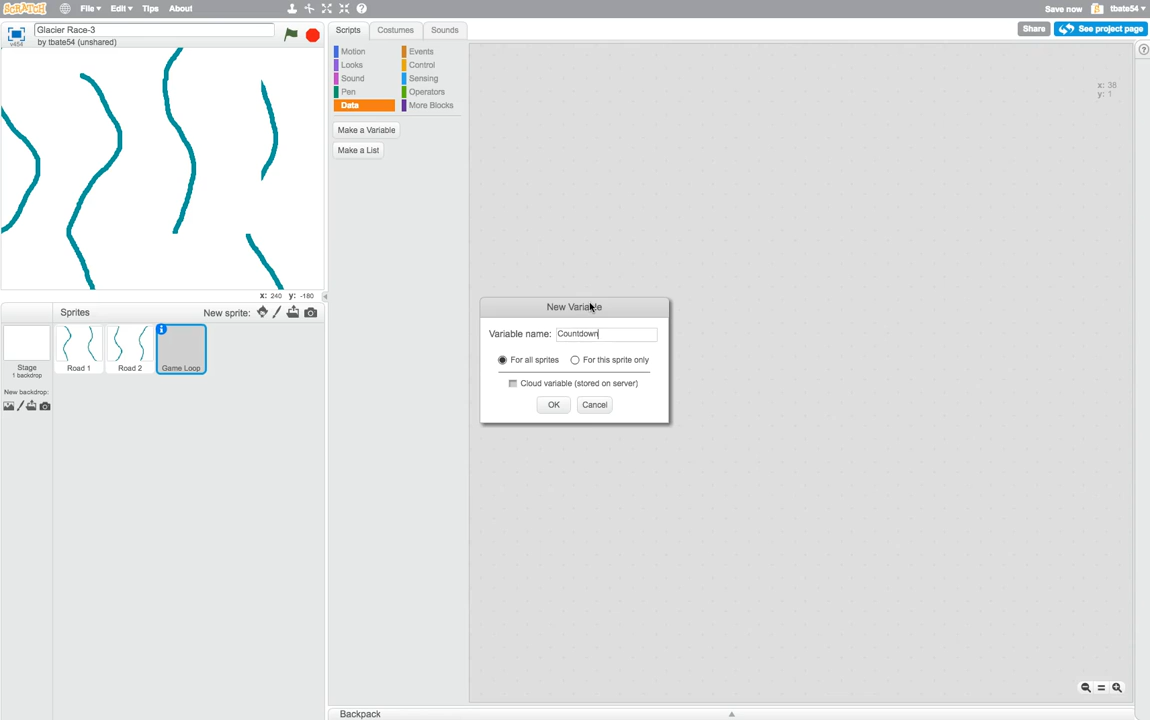 SCRATCH File▾ Edit▾ Tips About Save now tbate54▾
v454 Glacier Race-3
by tbate54 (unshared)
Scripts Costumes Sounds
Share See project page
Motion Events
Looks Control
Sound Sensing
Pen Operators
Data More Blocks
Make a Variable
Make a List
x: 38
y: 1
x: 240 y: -180
Sprites New sprite:
Stage
1 backdrop
New backdrop:
Road 1 Road 2 Game Loop
New Variable
Variable name: Countdown
For all sprites For this sprite only
Cloud variable (stored on server)
OK Cancel
Backpack